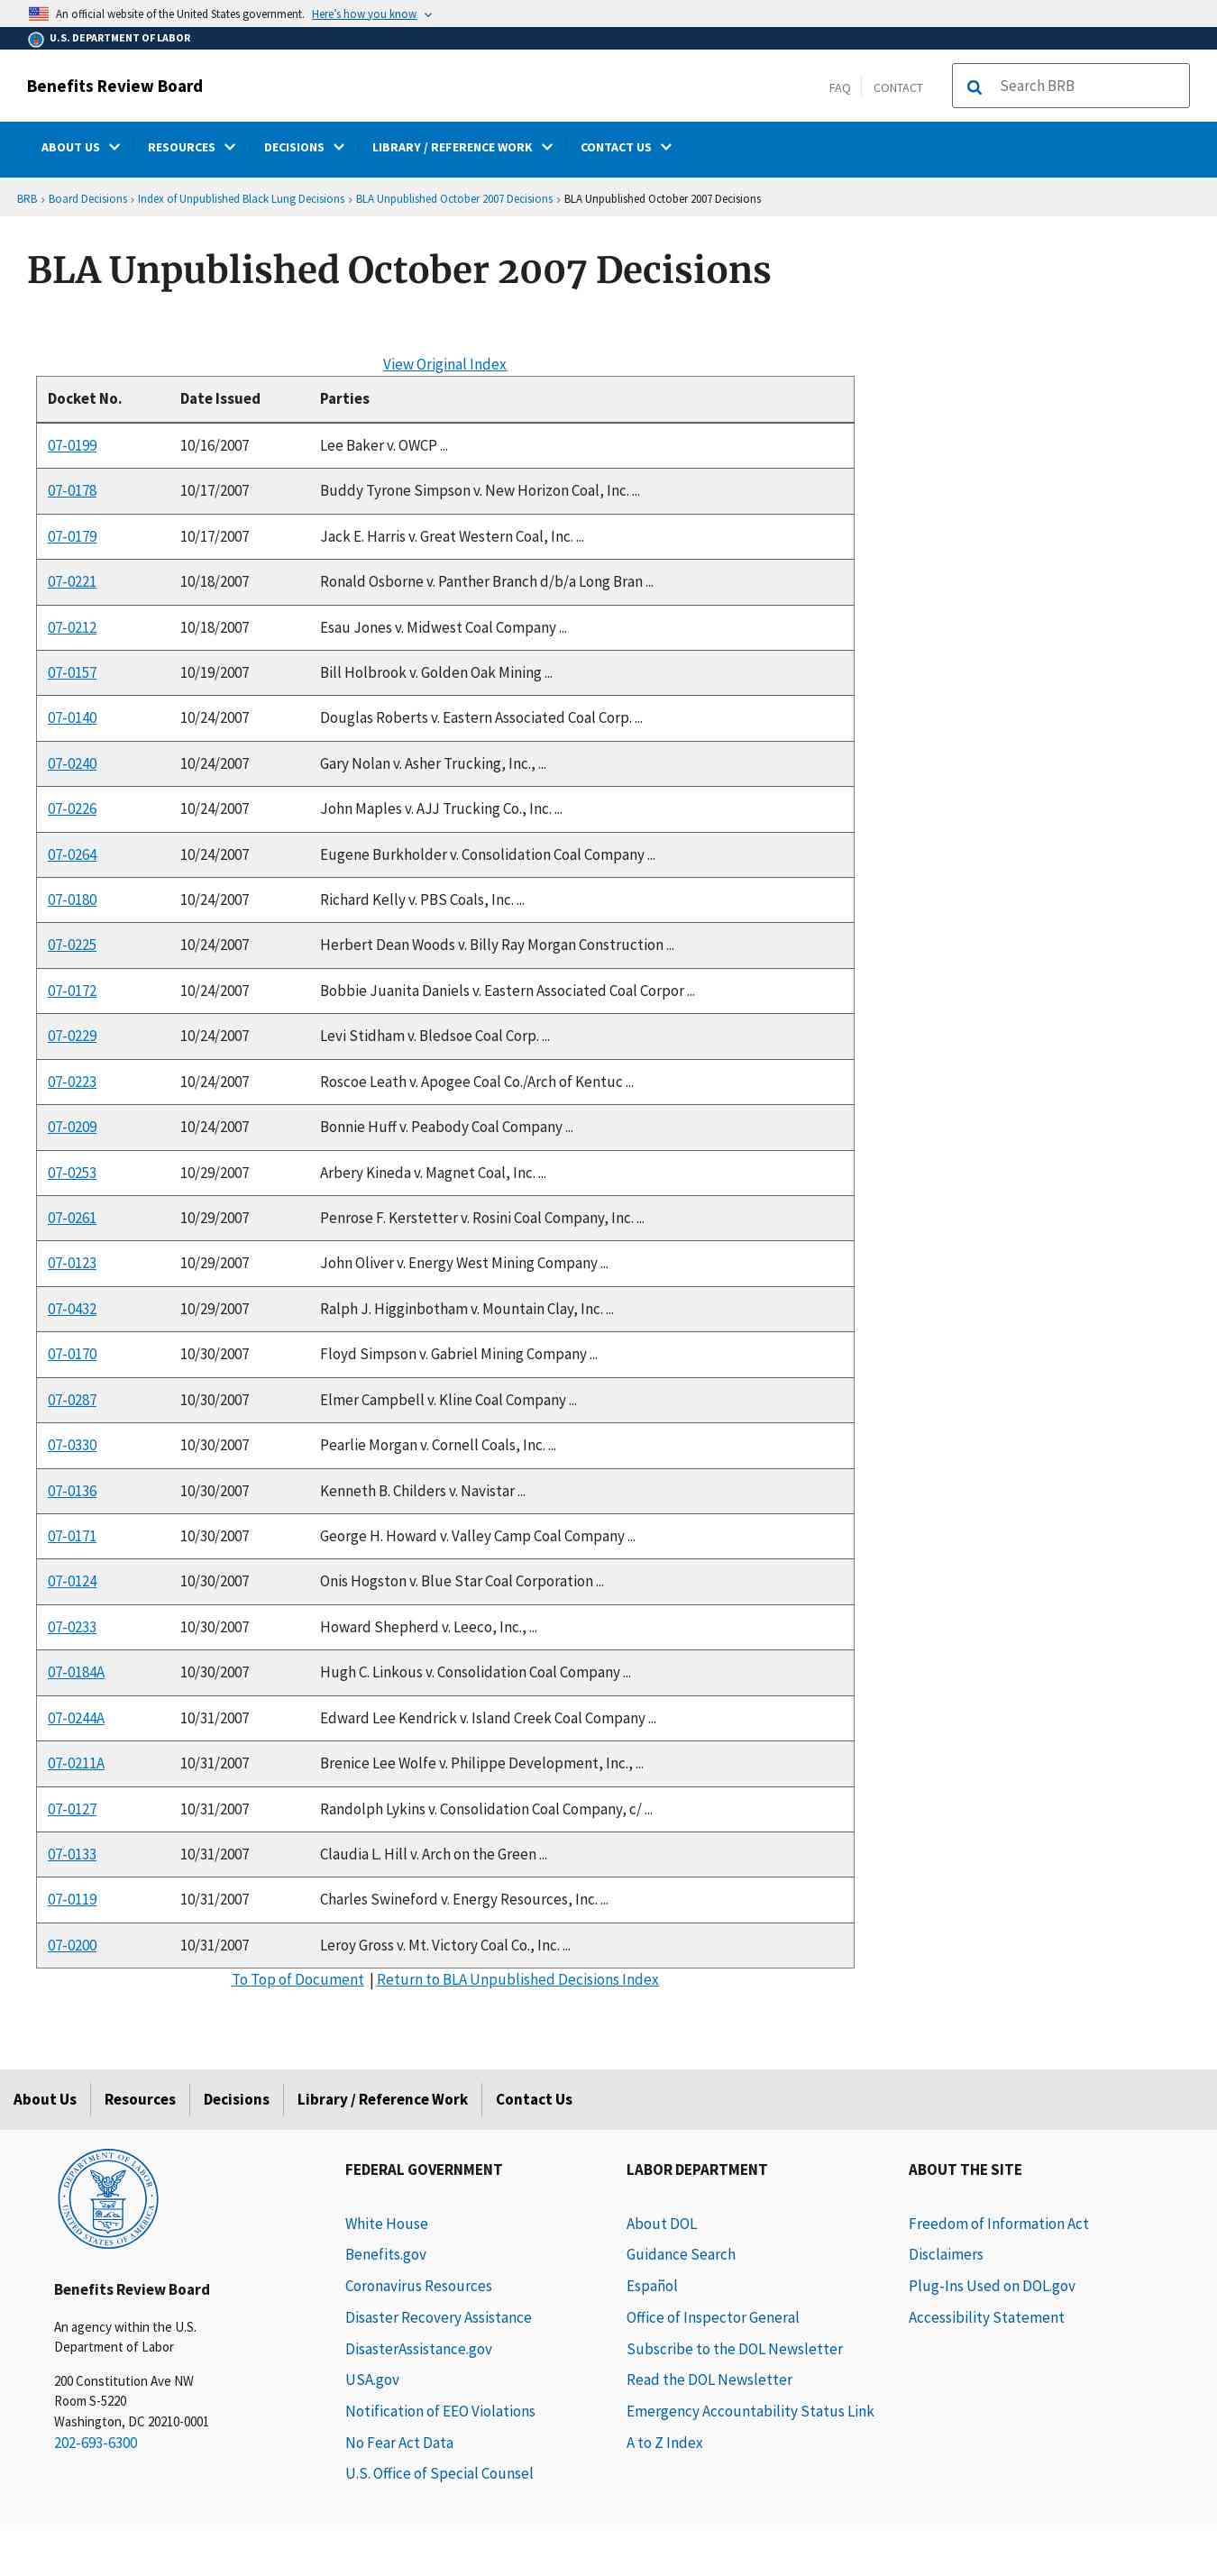 An official website of the United States government. Here's how you know
U.S. DEPARTMENT OF LABOR
Benefits Review Board
FAQ CONTACT Search BRB
ABOUT US RESOURCES DECISIONS LIBRARY / REFERENCE WORK CONTACT US
BRB › Board Decisions › Index of Unpublished Black Lung Decisions › BLA Unpublished October 2007 Decisions › BLA Unpublished October 2007 Decisions
BLA Unpublished October 2007 Decisions
View Original Index
Docket No. Date Issued Parties
07-0199 10/16/2007 Lee Baker v. OWCP ...
07-0178 10/17/2007 Buddy Tyrone Simpson v. New Horizon Coal, Inc. ...
07-0179 10/17/2007 Jack E. Harris v. Great Western Coal, Inc. ...
07-0221 10/18/2007 Ronald Osborne v. Panther Branch d/b/a Long Bran ...
07-0212 10/18/2007 Esau Jones v. Midwest Coal Company ...
07-0157 10/19/2007 Bill Holbrook v. Golden Oak Mining ...
07-0140 10/24/2007 Douglas Roberts v. Eastern Associated Coal Corp. ...
07-0240 10/24/2007 Gary Nolan v. Asher Trucking, Inc., ...
07-0226 10/24/2007 John Maples v. AJJ Trucking Co., Inc. ...
07-0264 10/24/2007 Eugene Burkholder v. Consolidation Coal Company ...
07-0180 10/24/2007 Richard Kelly v. PBS Coals, Inc. ...
07-0225 10/24/2007 Herbert Dean Woods v. Billy Ray Morgan Construction ...
07-0172 10/24/2007 Bobbie Juanita Daniels v. Eastern Associated Coal Corpor ...
07-0229 10/24/2007 Levi Stidham v. Bledsoe Coal Corp. ...
07-0223 10/24/2007 Roscoe Leath v. Apogee Coal Co./Arch of Kentuc ...
07-0209 10/24/2007 Bonnie Huff v. Peabody Coal Company ...
07-0253 10/29/2007 Arbery Kineda v. Magnet Coal, Inc. ...
07-0261 10/29/2007 Penrose F. Kerstetter v. Rosini Coal Company, Inc. ...
07-0123 10/29/2007 John Oliver v. Energy West Mining Company ...
07-0432 10/29/2007 Ralph J. Higginbotham v. Mountain Clay, Inc. ...
07-0170 10/30/2007 Floyd Simpson v. Gabriel Mining Company ...
07-0287 10/30/2007 Elmer Campbell v. Kline Coal Company ...
07-0330 10/30/2007 Pearlie Morgan v. Cornell Coals, Inc. ...
07-0136 10/30/2007 Kenneth B. Childers v. Navistar ...
07-0171 10/30/2007 George H. Howard v. Valley Camp Coal Company ...
07-0124 10/30/2007 Onis Hogston v. Blue Star Coal Corporation ...
07-0233 10/30/2007 Howard Shepherd v. Leeco, Inc., ...
07-0184A 10/30/2007 Hugh C. Linkous v. Consolidation Coal Company ...
07-0244A 10/31/2007 Edward Lee Kendrick v. Island Creek Coal Company ...
07-0211A 10/31/2007 Brenice Lee Wolfe v. Philippe Development, Inc., ...
07-0127 10/31/2007 Randolph Lykins v. Consolidation Coal Company, c/ ...
07-0133 10/31/2007 Claudia L. Hill v. Arch on the Green ...
07-0119 10/31/2007 Charles Swineford v. Energy Resources, Inc. ...
07-0200 10/31/2007 Leroy Gross v. Mt. Victory Coal Co., Inc. ...
To Top of Document | Return to BLA Unpublished Decisions Index
About Us Resources Decisions Library / Reference Work Contact Us
DEPARTMENT OF LABOR
UNITED STATES OF AMERICA
Benefits Review Board
An agency within the U.S.
Department of Labor
200 Constitution Ave NW
Room S-5220
Washington, DC 20210-0001
202-693-6300
FEDERAL GOVERNMENT
White House
Benefits.gov
Coronavirus Resources
Disaster Recovery Assistance
DisasterAssistance.gov
USA.gov
Notification of EEO Violations
No Fear Act Data
U.S. Office of Special Counsel
LABOR DEPARTMENT
About DOL
Guidance Search
Español
Office of Inspector General
Subscribe to the DOL Newsletter
Read the DOL Newsletter
Emergency Accountability Status Link
A to Z Index
ABOUT THE SITE
Freedom of Information Act
Disclaimers
Plug-Ins Used on DOL.gov
Accessibility Statement